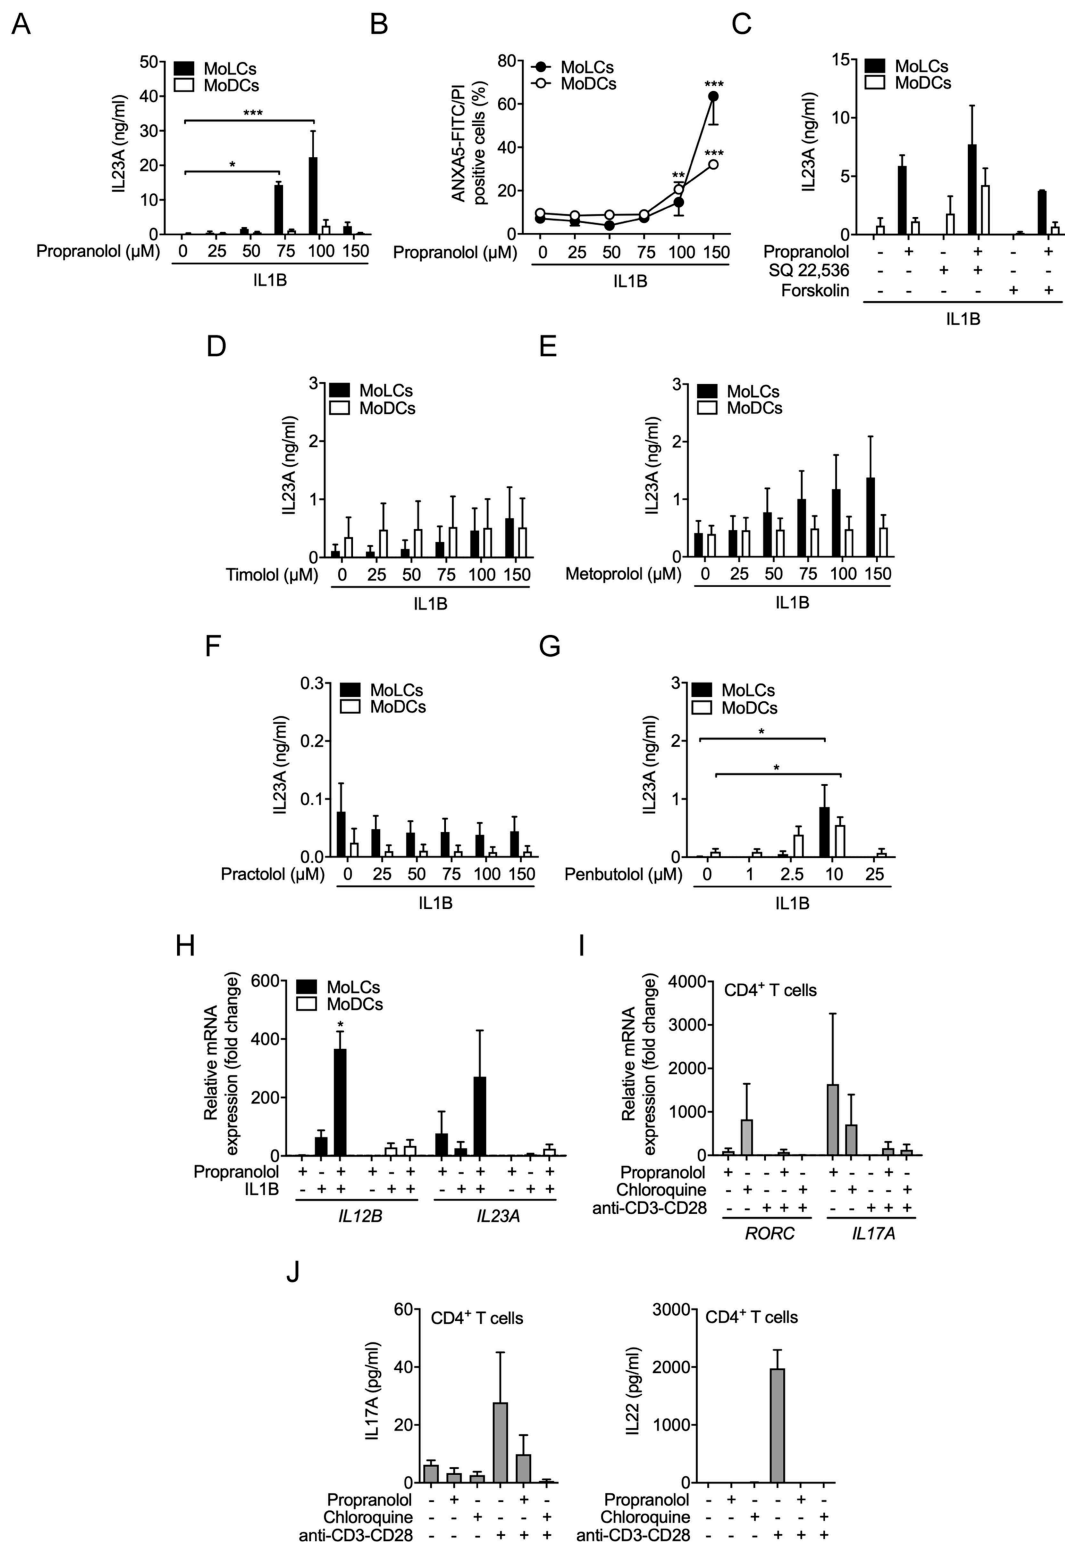 A
IL23A (ng/ml)
60
50
40
30
20
10
0
MoLCs
MoDCs
***
*
Propranolol (µM)
0 25 50 75 100 150
IL1B
B
ANXA5-FITC/PI
positive cells (%)
80
60
40
20
0
MoLCs
MoDCs
***
***
**
Propranolol (µM)
0 25 50 75 100 150
IL1B
C
IL23A (ng/ml)
15
10
5
0
MoLCs
MoDCs
Propranolol - + - + - +
SQ 22,536 - - + + - -
Forskolin - - - - + +
IL1B
D
IL23A (ng/ml)
3
2
1
0
MoLCs
MoDCs
Timolol (µM) 0 25 50 75 100 150
IL1B
E
IL23A (ng/ml)
3
2
1
0
MoLCs
MoDCs
Metoprolol (µM) 0 25 50 75 100 150
IL1B
F
IL23A (ng/ml)
0.3
0.2
0.1
0.0
MoLCs
MoDCs
Practolol (µM) 0 25 50 75 100 150
IL1B
G
IL23A (ng/ml)
3
2
1
0
MoLCs
MoDCs
*
*
Penbutolol (µM) 0 1 2.5 10 25
IL1B
H
Relative mRNA
expression (fold change)
600
400
200
0
MoLCs
MoDCs
*
Propranolol + - + + - + + - + + - +
IL1B - + + - + + - + + - + +
IL12B IL23A
I
Relative mRNA
expression (fold change)
4000
3000
2000
1000
0
CD4+ T cells
Propranolol + - - + - + - - + -
Chloroquine - + - - + - + - - +
anti-CD3-CD28 - - + + + - - + + +
RORC IL17A
J
IL17A (pg/ml)
60
40
20
0
CD4+ T cells
Propranolol - + - - + -
Chloroquine - - + - - +
anti-CD3-CD28 - - - + + +
IL22 (pg/ml)
3000
2000
1000
0
CD4+ T cells
Propranolol - + - - + -
Chloroquine - - + - - +
anti-CD3-CD28 - - - + + +